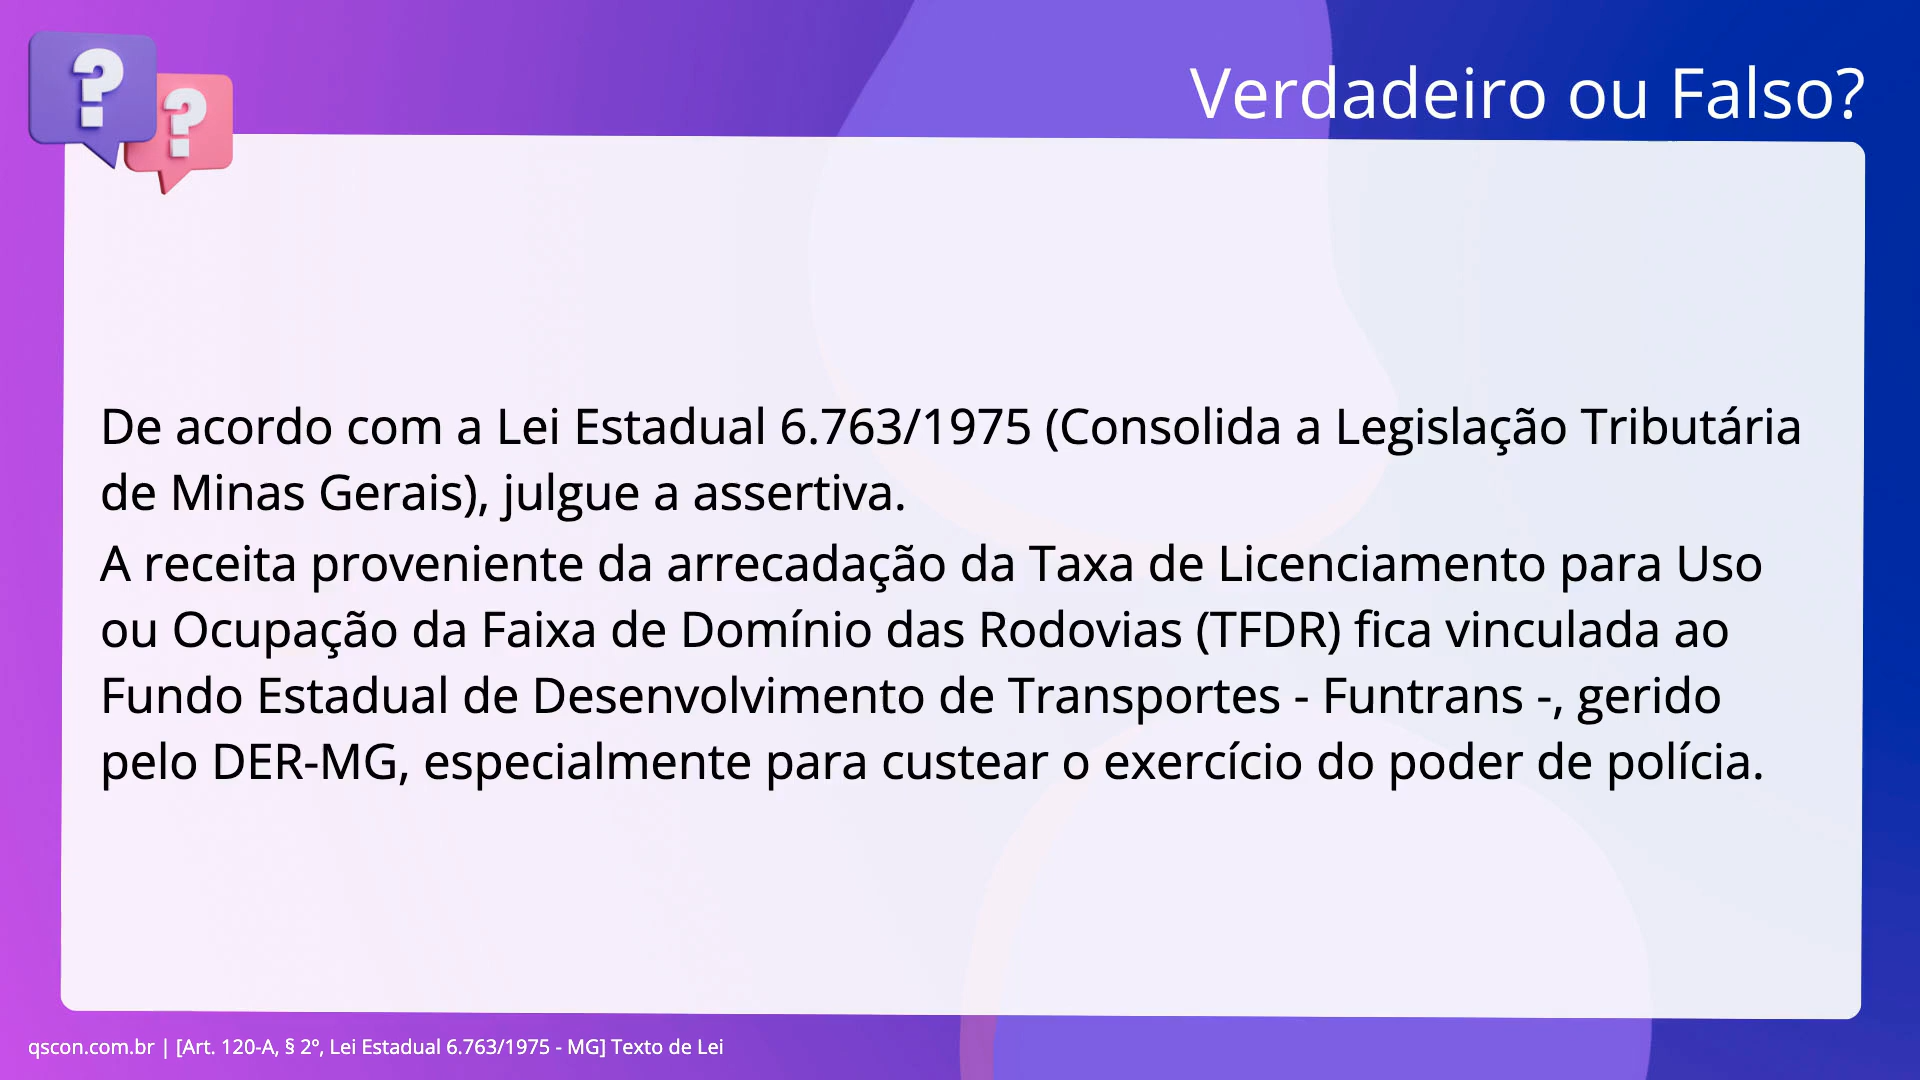 Verdadeiro ou Falso?
De acordo com a Lei Estadual 6.763/1975 (Consolida a Legislação Tributária
de Minas Gerais), julgue a assertiva.
A receita proveniente da arrecadação da Taxa de Licenciamento para Uso
ou Ocupação da Faixa de Domínio das Rodovias (TFDR) fica vinculada ao
Fundo Estadual de Desenvolvimento de Transportes - Funtrans -, gerido
pelo DER-MG, especialmente para custear o exercício do poder de polícia.
qscon.com.br | [Art. 120-A, § 2º, Lei Estadual 6.763/1975 - MG] Texto de Lei